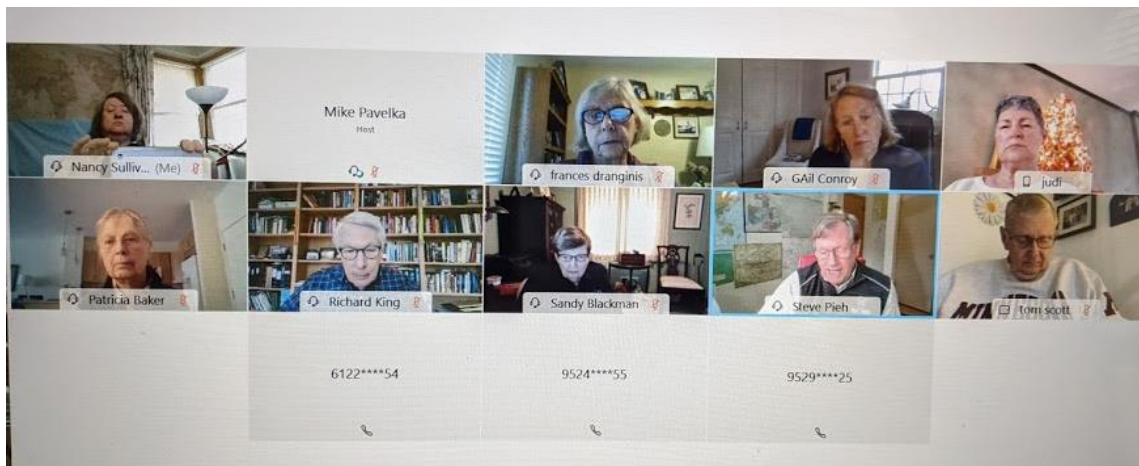 Mike Pavelka
Host
Nancy Sulliv... (Me)
frances dranginis
GAil Conroy
judi
Patricia Baker
Richard King
Sandy Blackman
Steve Pieh
tom scott
6122****54
9524****55
9529****25